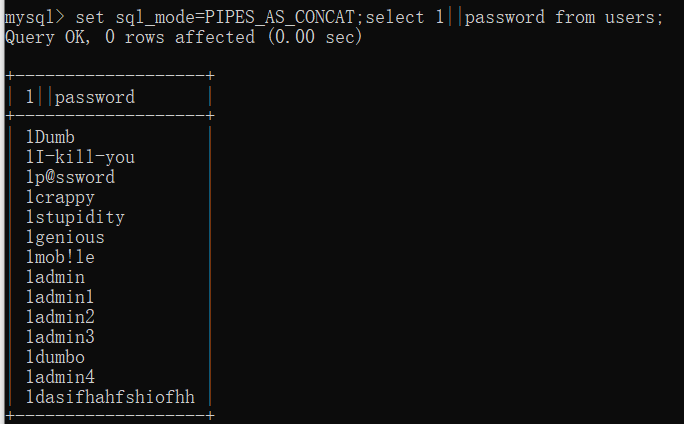 mysql> set sql_mode=PIPES_AS_CONCAT;select 1||password from users;
Query OK, 0 rows affected (0.00 sec)
+-------------------+
| 1||password       |
+-------------------+
| 1Dumb             |
| 1I-kill-you       |
| 1p@ssword         |
| 1crappy           |
| 1stupidity        |
| 1genious          |
| 1mob!le           |
| 1admin            |
| 1admin1           |
| 1admin2           |
| 1admin3           |
| 1dumbo            |
| 1admin4           |
| 1dasifhahfshiofhh |
+-------------------+